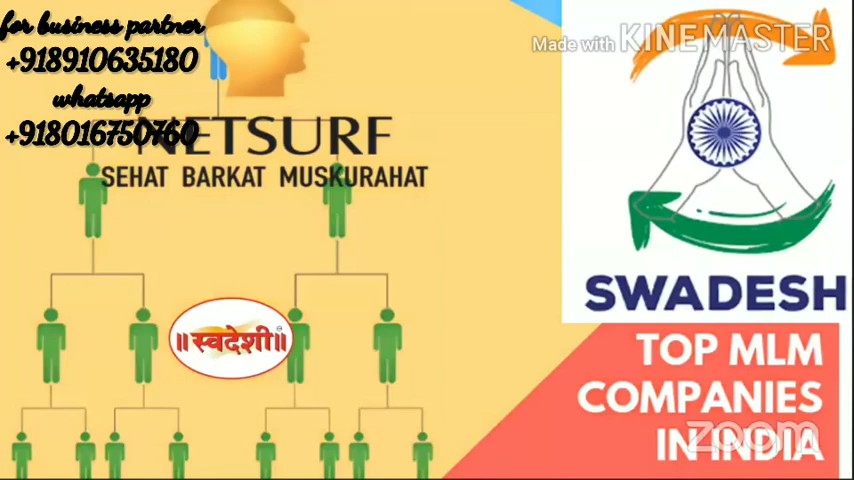 for business partner
+918910635180
whatsapp
+918016750760
NETSURF
SEHAT BARKAT MUSKURAHAT
॥स्वदेशी॥
Made with KINEMASTER
SWADESH
TOP MLM
COMPANIES
IN INDIA
zoom